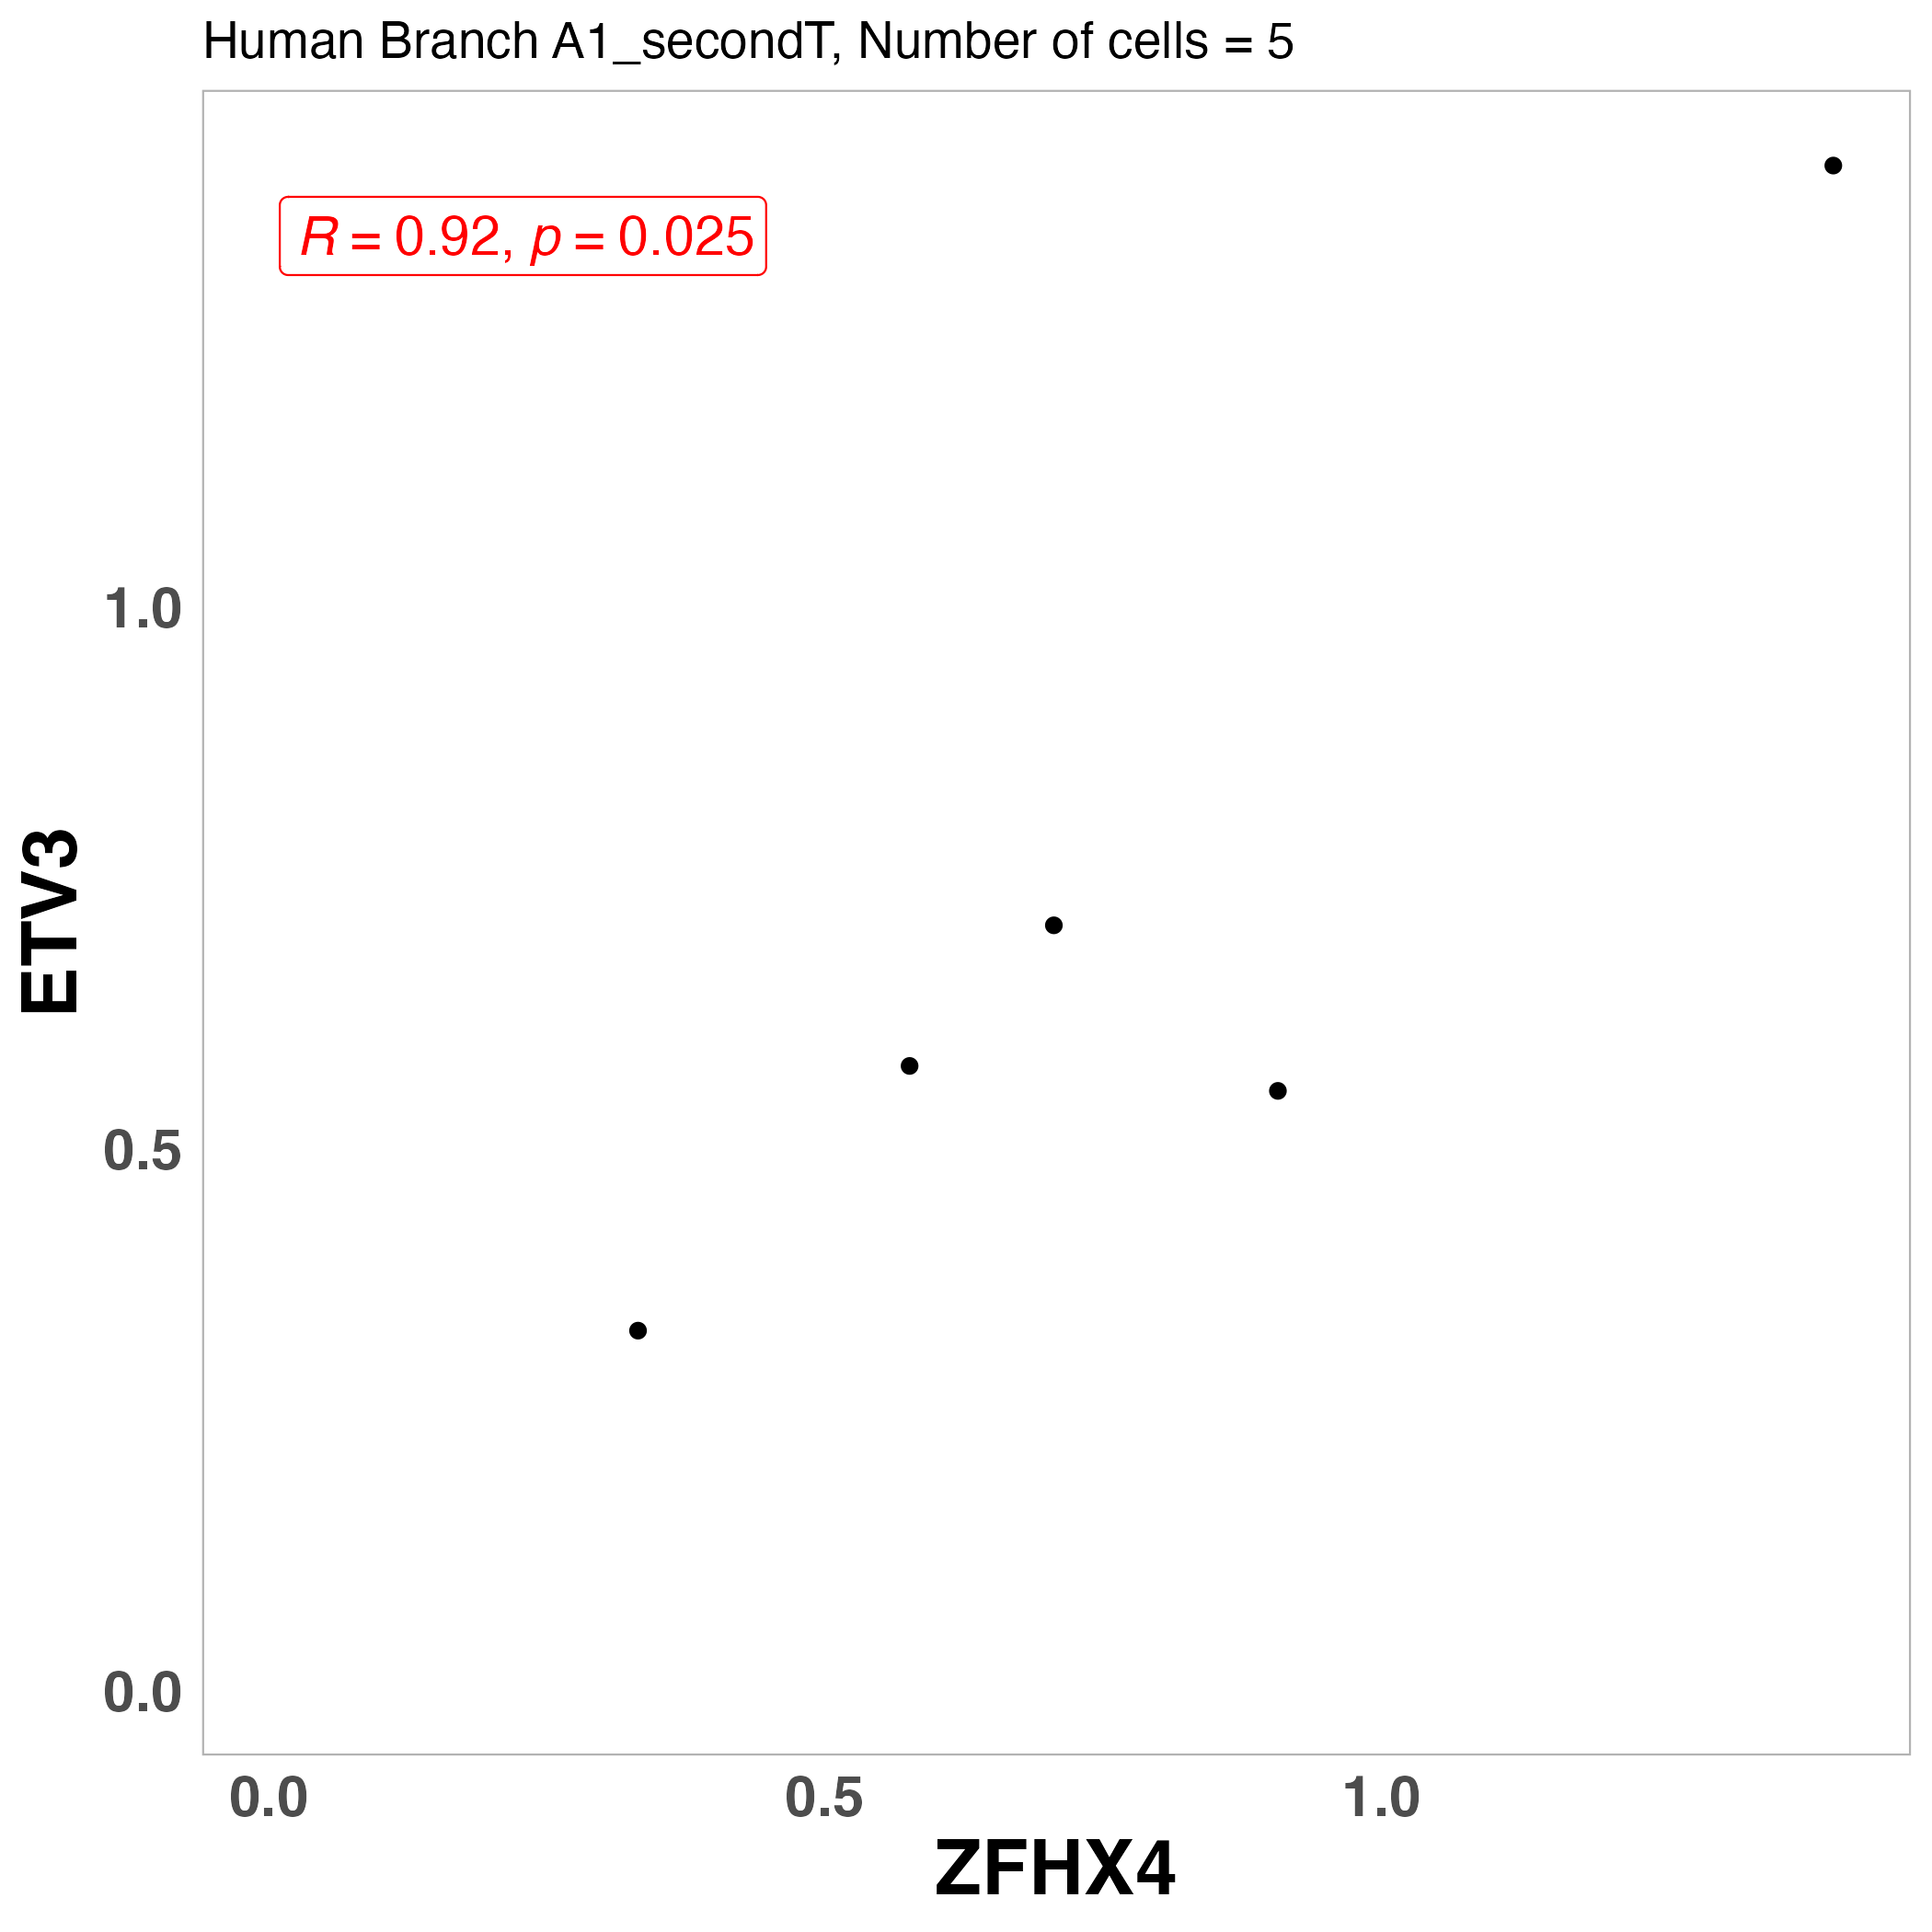 Human Branch A1_secondT, Number of cells = 5
R = 0.92, p = 0.025
1.0
ETV3
0.5
0.0
0.0 0.5 1.0
ZFHX4